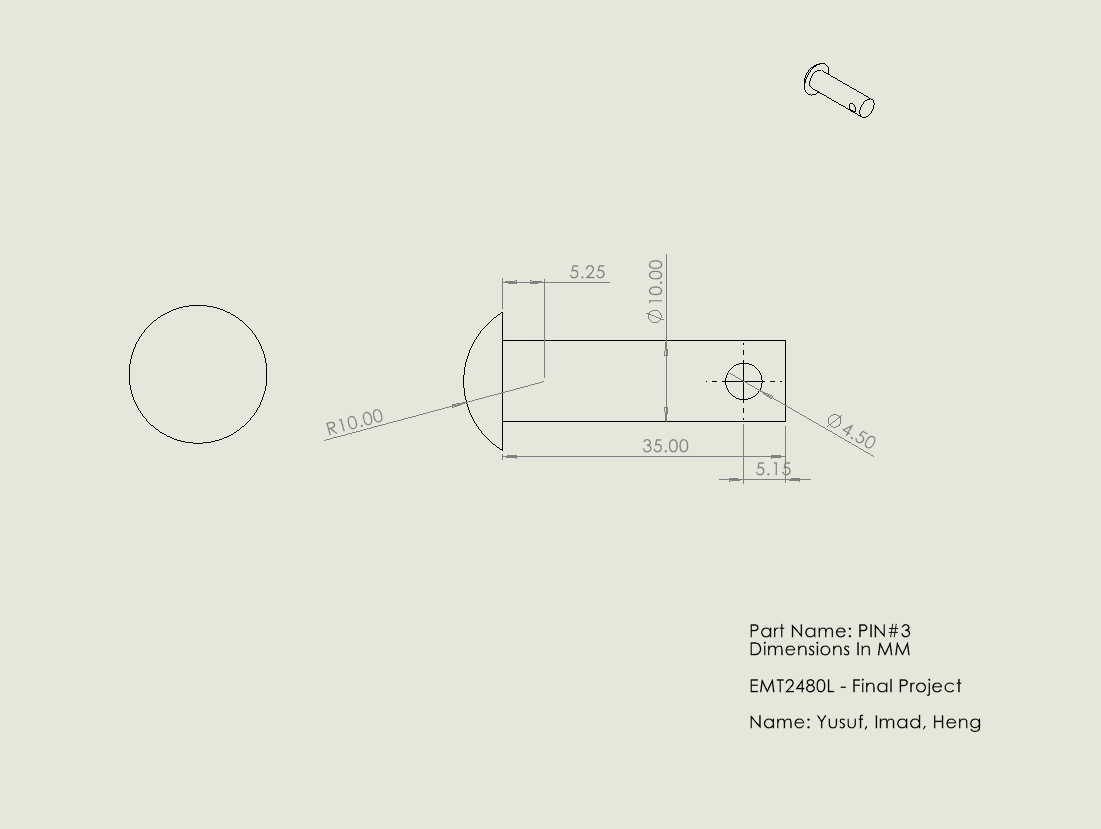 5.25
Ø10.00
R10.00
Ø4.50
35.00
5.15
Part Name: PIN#3
Dimensions In MM
EMT2480L - Final Project
Name: Yusuf, Imad, Heng